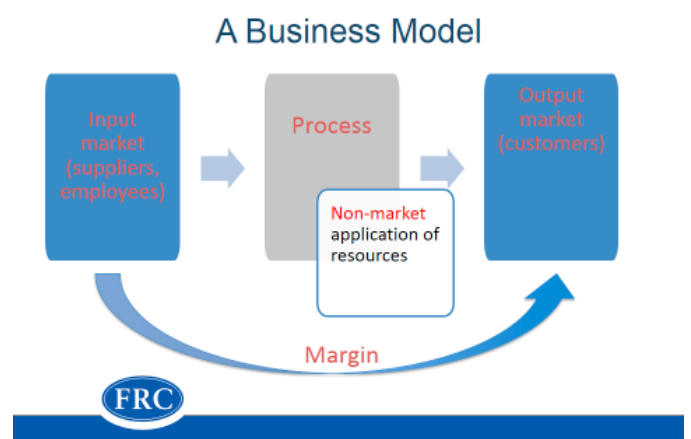 A Business Model
Input
market
(suppliers,
employees)
Process
Non-market
application of
resources
Output
market
(customers)
Margin
FRC